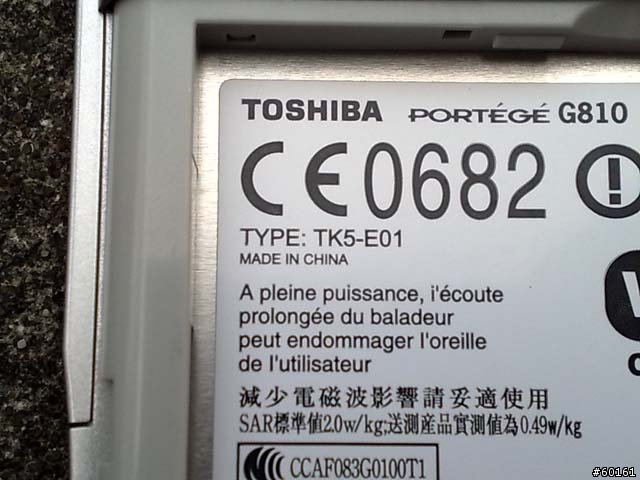 TOSHIBA PORTÉGÉ G810
CE0682
TYPE: TK5-E01
MADE IN CHINA
A pleine puissance, i'écoute
prolongée du baladeur
peut endommager l'oreille
de l'utilisateur
減少電磁波影響請妥適使用
SAR標準值2.0w/kg;送測産品實測值為0.49w/kg
CCAF083G0100T1
#60161